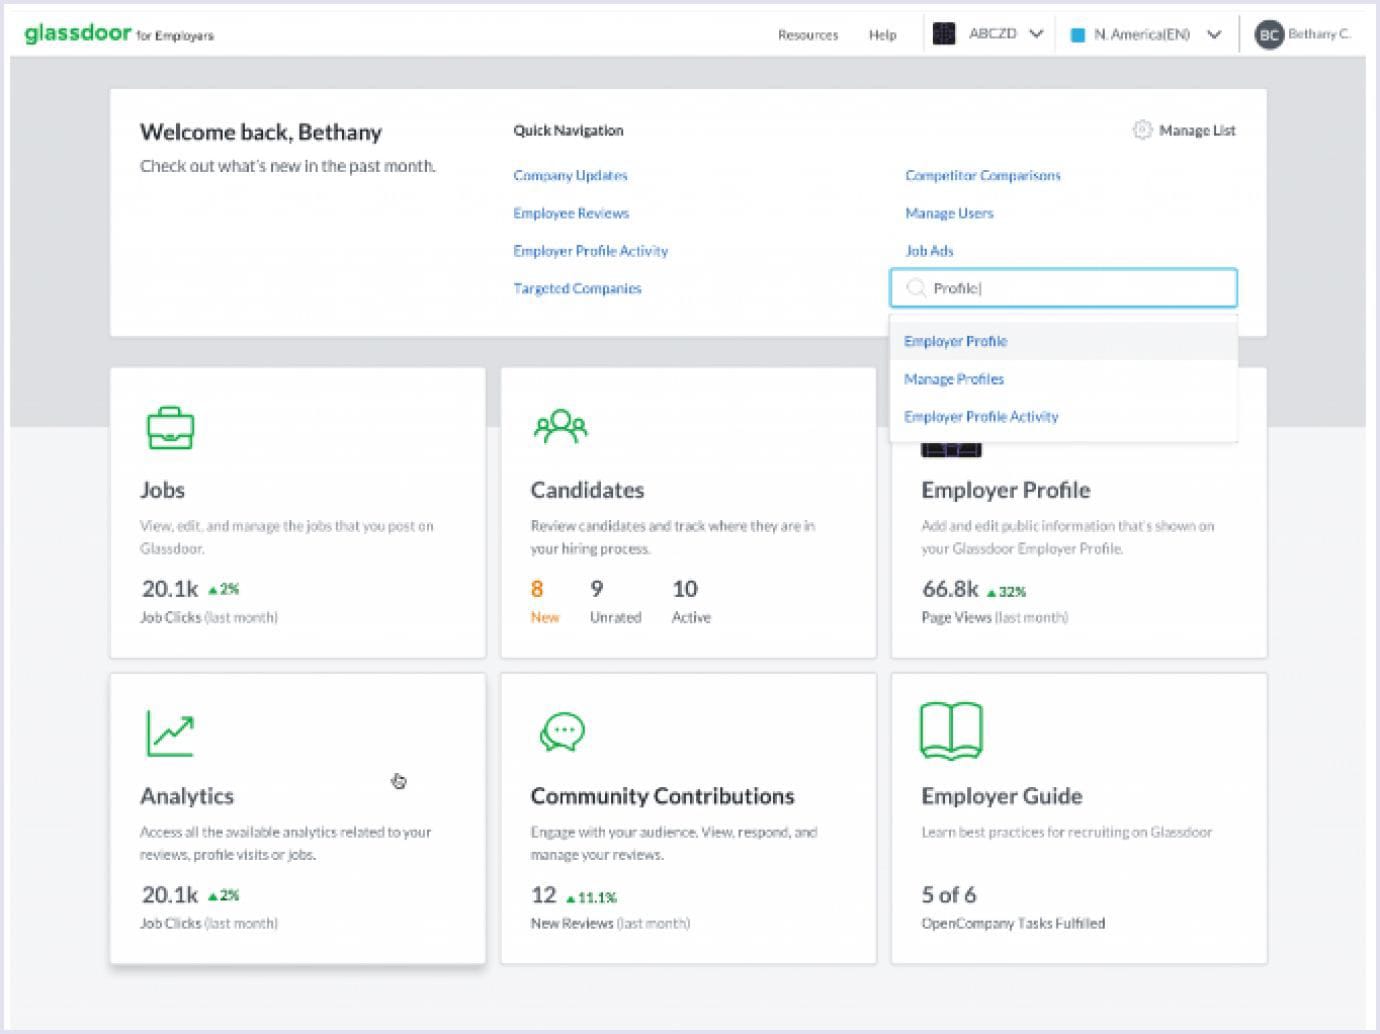 glassdoor for Employers
Resources
Help
ABCZD
N. America(EN)
BC
Bethany C.
Welcome back, Bethany
Check out what's new in the past month.
Quick Navigation
Manage List
Company Updates
Employee Reviews
Employer Profile Activity
Targeted Companies
Competitor Comparisons
Manage Users
Job Ads
Profile
Employer Profile
Manage Profiles
Employer Profile Activity
Jobs
View, edit, and manage the jobs that you post on
Glassdoor.
20.1k 2%
Job Clicks (last month)
Candidates
Review candidates and track where they are in
your hiring process.
8 9 10
New Unrated Active
Employer Profile
Add and edit public information that's shown on
your Glassdoor Employer Profile.
66.8k 32%
Page Views (last month)
Analytics
Access all the available analytics related to your
reviews, profile visits or jobs.
20.1k 2%
Job Clicks (last month)
Community Contributions
Engage with your audience. View, respond, and
manage your reviews.
12 11.1%
New Reviews (last month)
Employer Guide
Learn best practices for recruiting on Glassdoor
5 of 6
OpenCompany Tasks Fulfilled